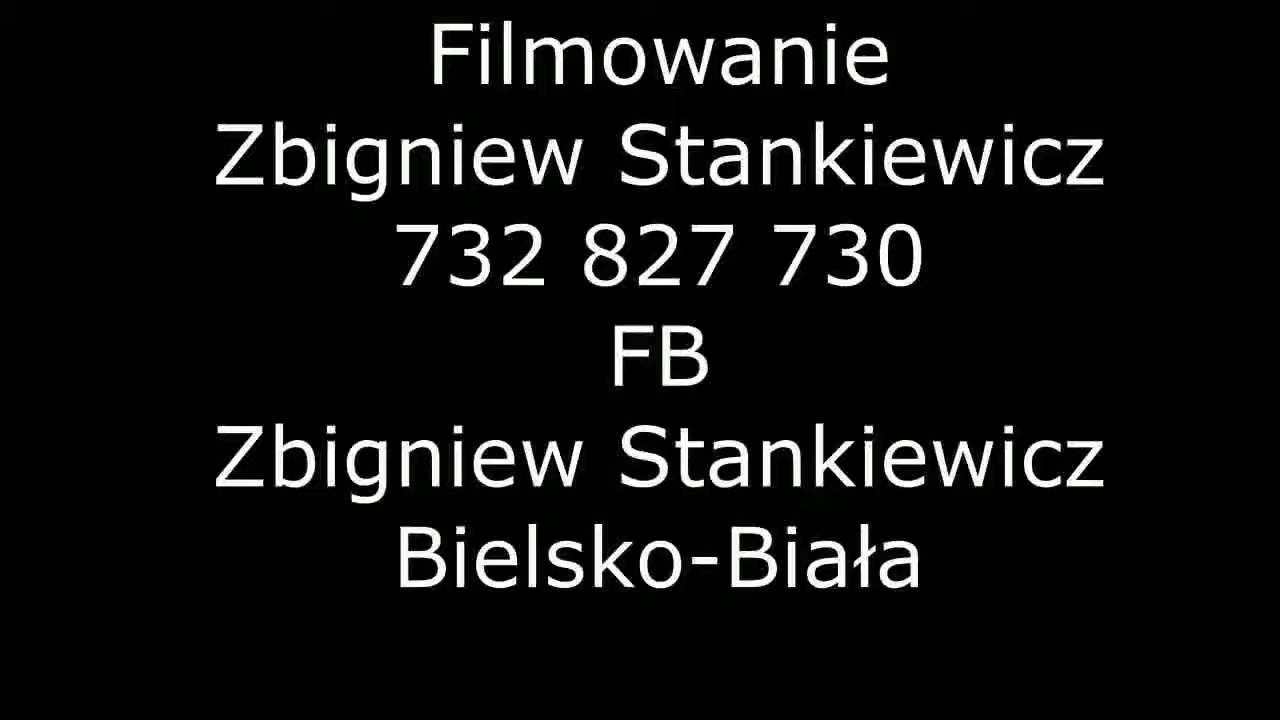 Filmowanie
Zbigniew Stankiewicz
732 827 730
FB
Zbigniew Stankiewicz
Bielsko-Biała